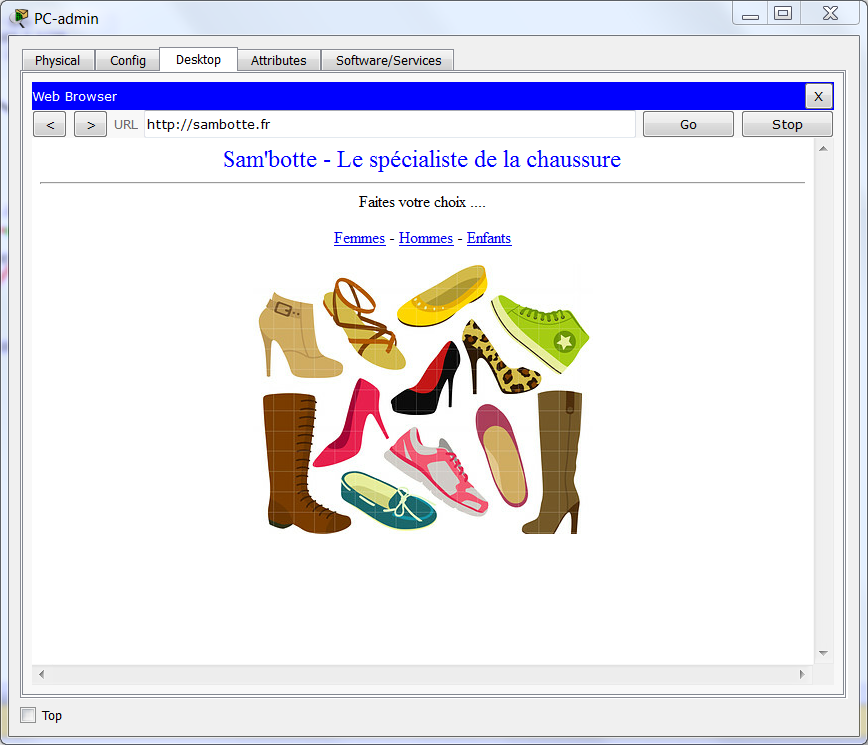 PC-admin
Physical Config Desktop Attributes Software/Services
Web Browser X
< > URL http://sambotte.fr Go Stop
Sam'botte - Le spécialiste de la chaussure
Faites votre choix ....
Femmes - Hommes - Enfants
Top